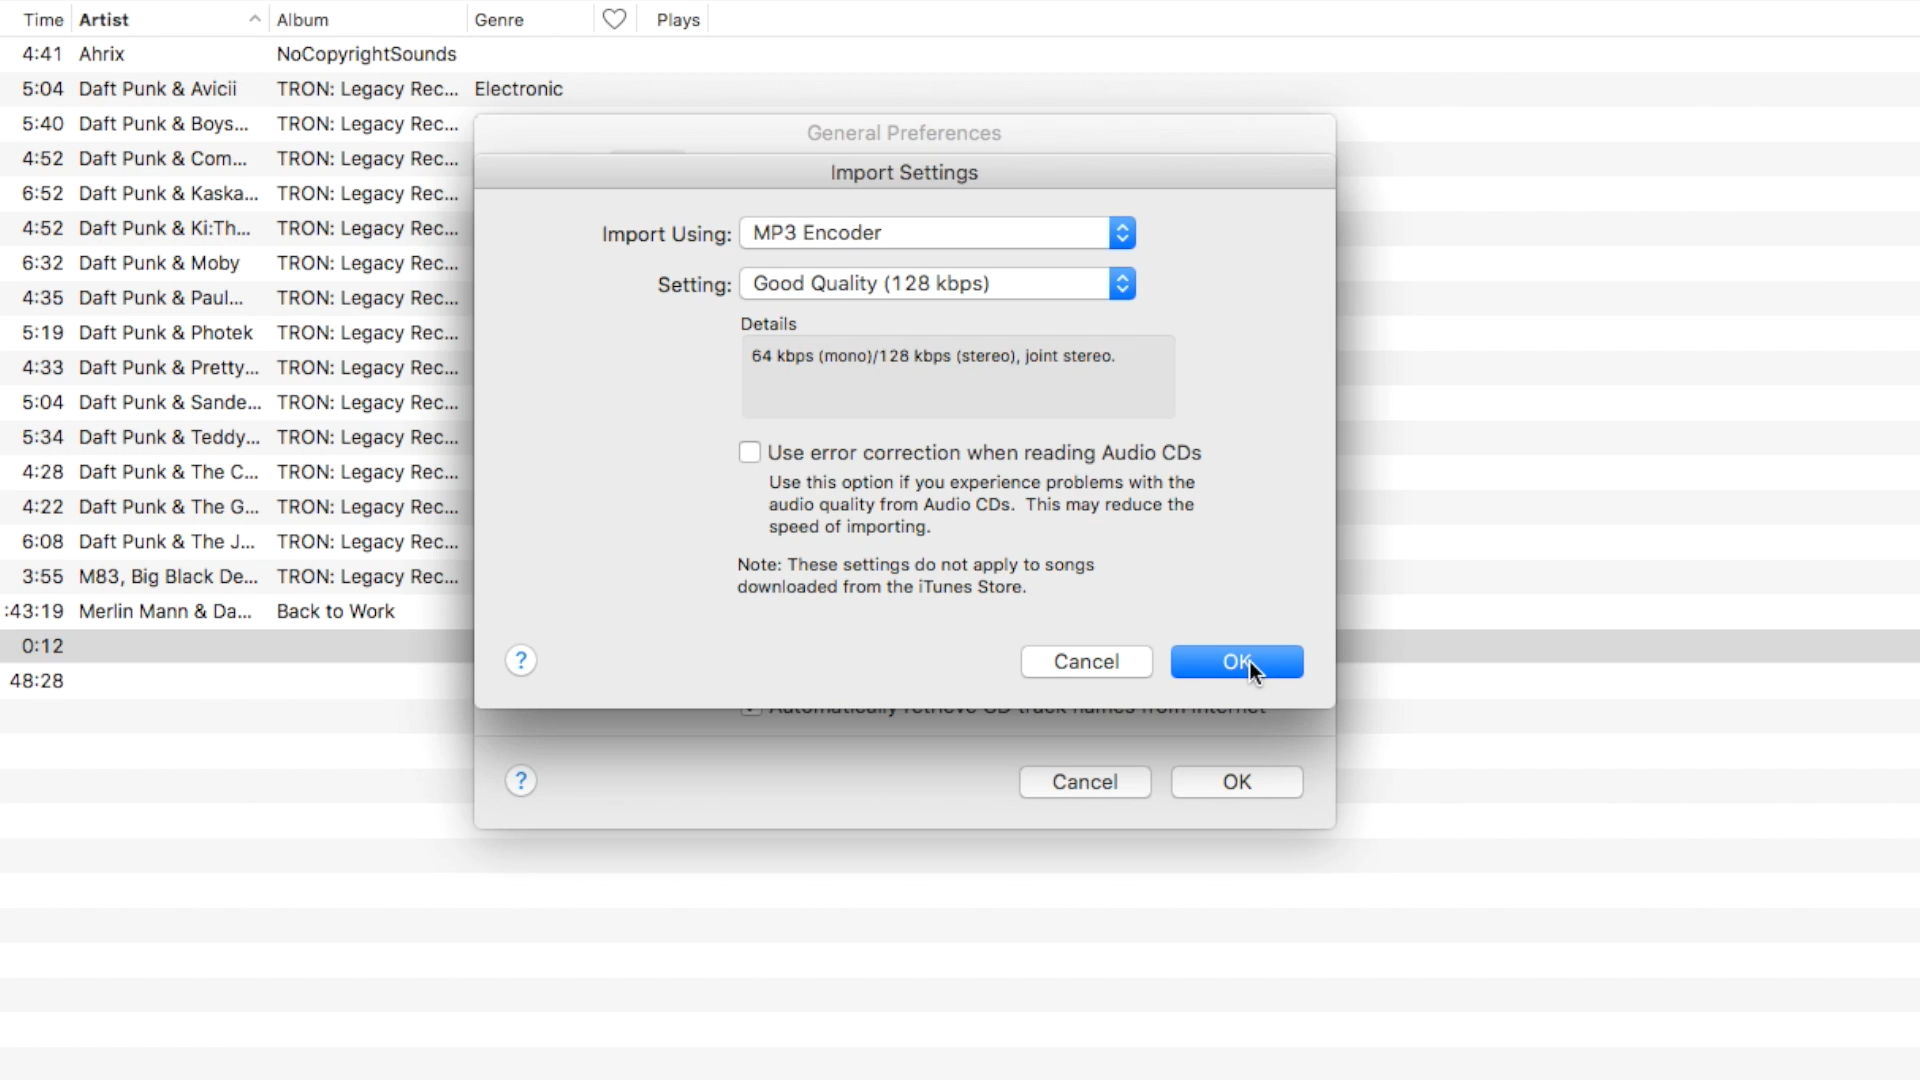 Time Artist Album Genre Plays
4:41 Ahrix NoCopyrightSounds
5:04 Daft Punk & Avicii TRON: Legacy Rec... Electronic
5:40 Daft Punk & Boys... TRON: Legacy Rec...
4:52 Daft Punk & Com... TRON: Legacy Rec...
6:52 Daft Punk & Kaska... TRON: Legacy Rec...
4:52 Daft Punk & Ki:Th... TRON: Legacy Rec...
6:32 Daft Punk & Moby TRON: Legacy Rec...
4:35 Daft Punk & Paul... TRON: Legacy Rec...
5:19 Daft Punk & Photek TRON: Legacy Rec...
4:33 Daft Punk & Pretty... TRON: Legacy Rec...
5:04 Daft Punk & Sande... TRON: Legacy Rec...
5:34 Daft Punk & Teddy... TRON: Legacy Rec...
4:28 Daft Punk & The C... TRON: Legacy Rec...
4:22 Daft Punk & The G... TRON: Legacy Rec...
6:08 Daft Punk & The J... TRON: Legacy Rec...
3:55 M83, Big Black De... TRON: Legacy Rec...
:43:19 Merlin Mann & Da... Back to Work
0:12
48:28
General Preferences
Import Settings
Import Using: MP3 Encoder
Setting: Good Quality (128 kbps)
Details
64 kbps (mono)/128 kbps (stereo), joint stereo.
Use error correction when reading Audio CDs
Use this option if you experience problems with the
audio quality from Audio CDs. This may reduce the
speed of importing.
Note: These settings do not apply to songs
downloaded from the iTunes Store.
? Cancel OK
Automatically retrieve CD track names from Internet
? Cancel OK